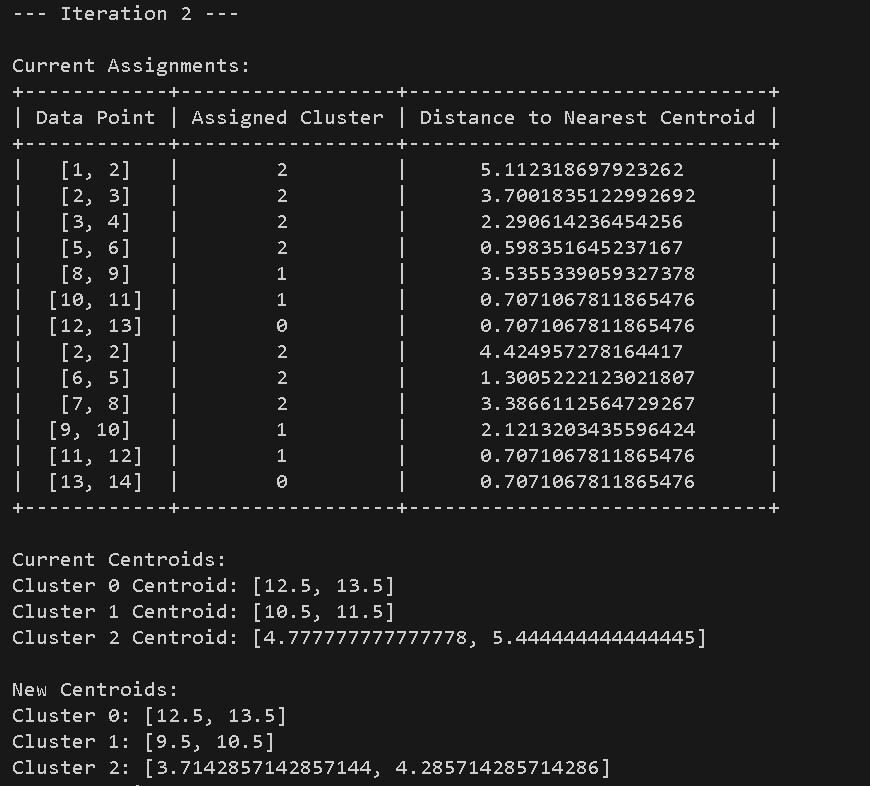 --- Iteration 2 ---
Current Assignments:
+------------+------------------+------------------------------+
| Data Point | Assigned Cluster | Distance to Nearest Centroid |
+------------+------------------+------------------------------+
|   [1, 2]   |        2         |      5.112318697923262       |
|   [2, 3]   |        2         |      3.7001835122992692      |
|   [3, 4]   |        2         |      2.290614236454256       |
|   [5, 6]   |        2         |      0.598351645237167       |
|   [8, 9]   |        1         |      3.5355339059327378      |
|  [10, 11]  |        1         |      0.7071067811865476      |
|  [12, 13]  |        0         |      0.7071067811865476      |
|   [2, 2]   |        2         |      4.424957278164417       |
|   [6, 5]   |        2         |      1.3005222123021807      |
|   [7, 8]   |        2         |      3.3866112564729267      |
|  [9, 10]   |        1         |      2.1213203435596424      |
|  [11, 12]  |        1         |      0.7071067811865476      |
|  [13, 14]  |        0         |      0.7071067811865476      |
+------------+------------------+------------------------------+
Current Centroids:
Cluster 0 Centroid: [12.5, 13.5]
Cluster 1 Centroid: [10.5, 11.5]
Cluster 2 Centroid: [4.777777777777778, 5.444444444444445]
New Centroids:
Cluster 0: [12.5, 13.5]
Cluster 1: [9.5, 10.5]
Cluster 2: [3.7142857142857144, 4.285714285714286]